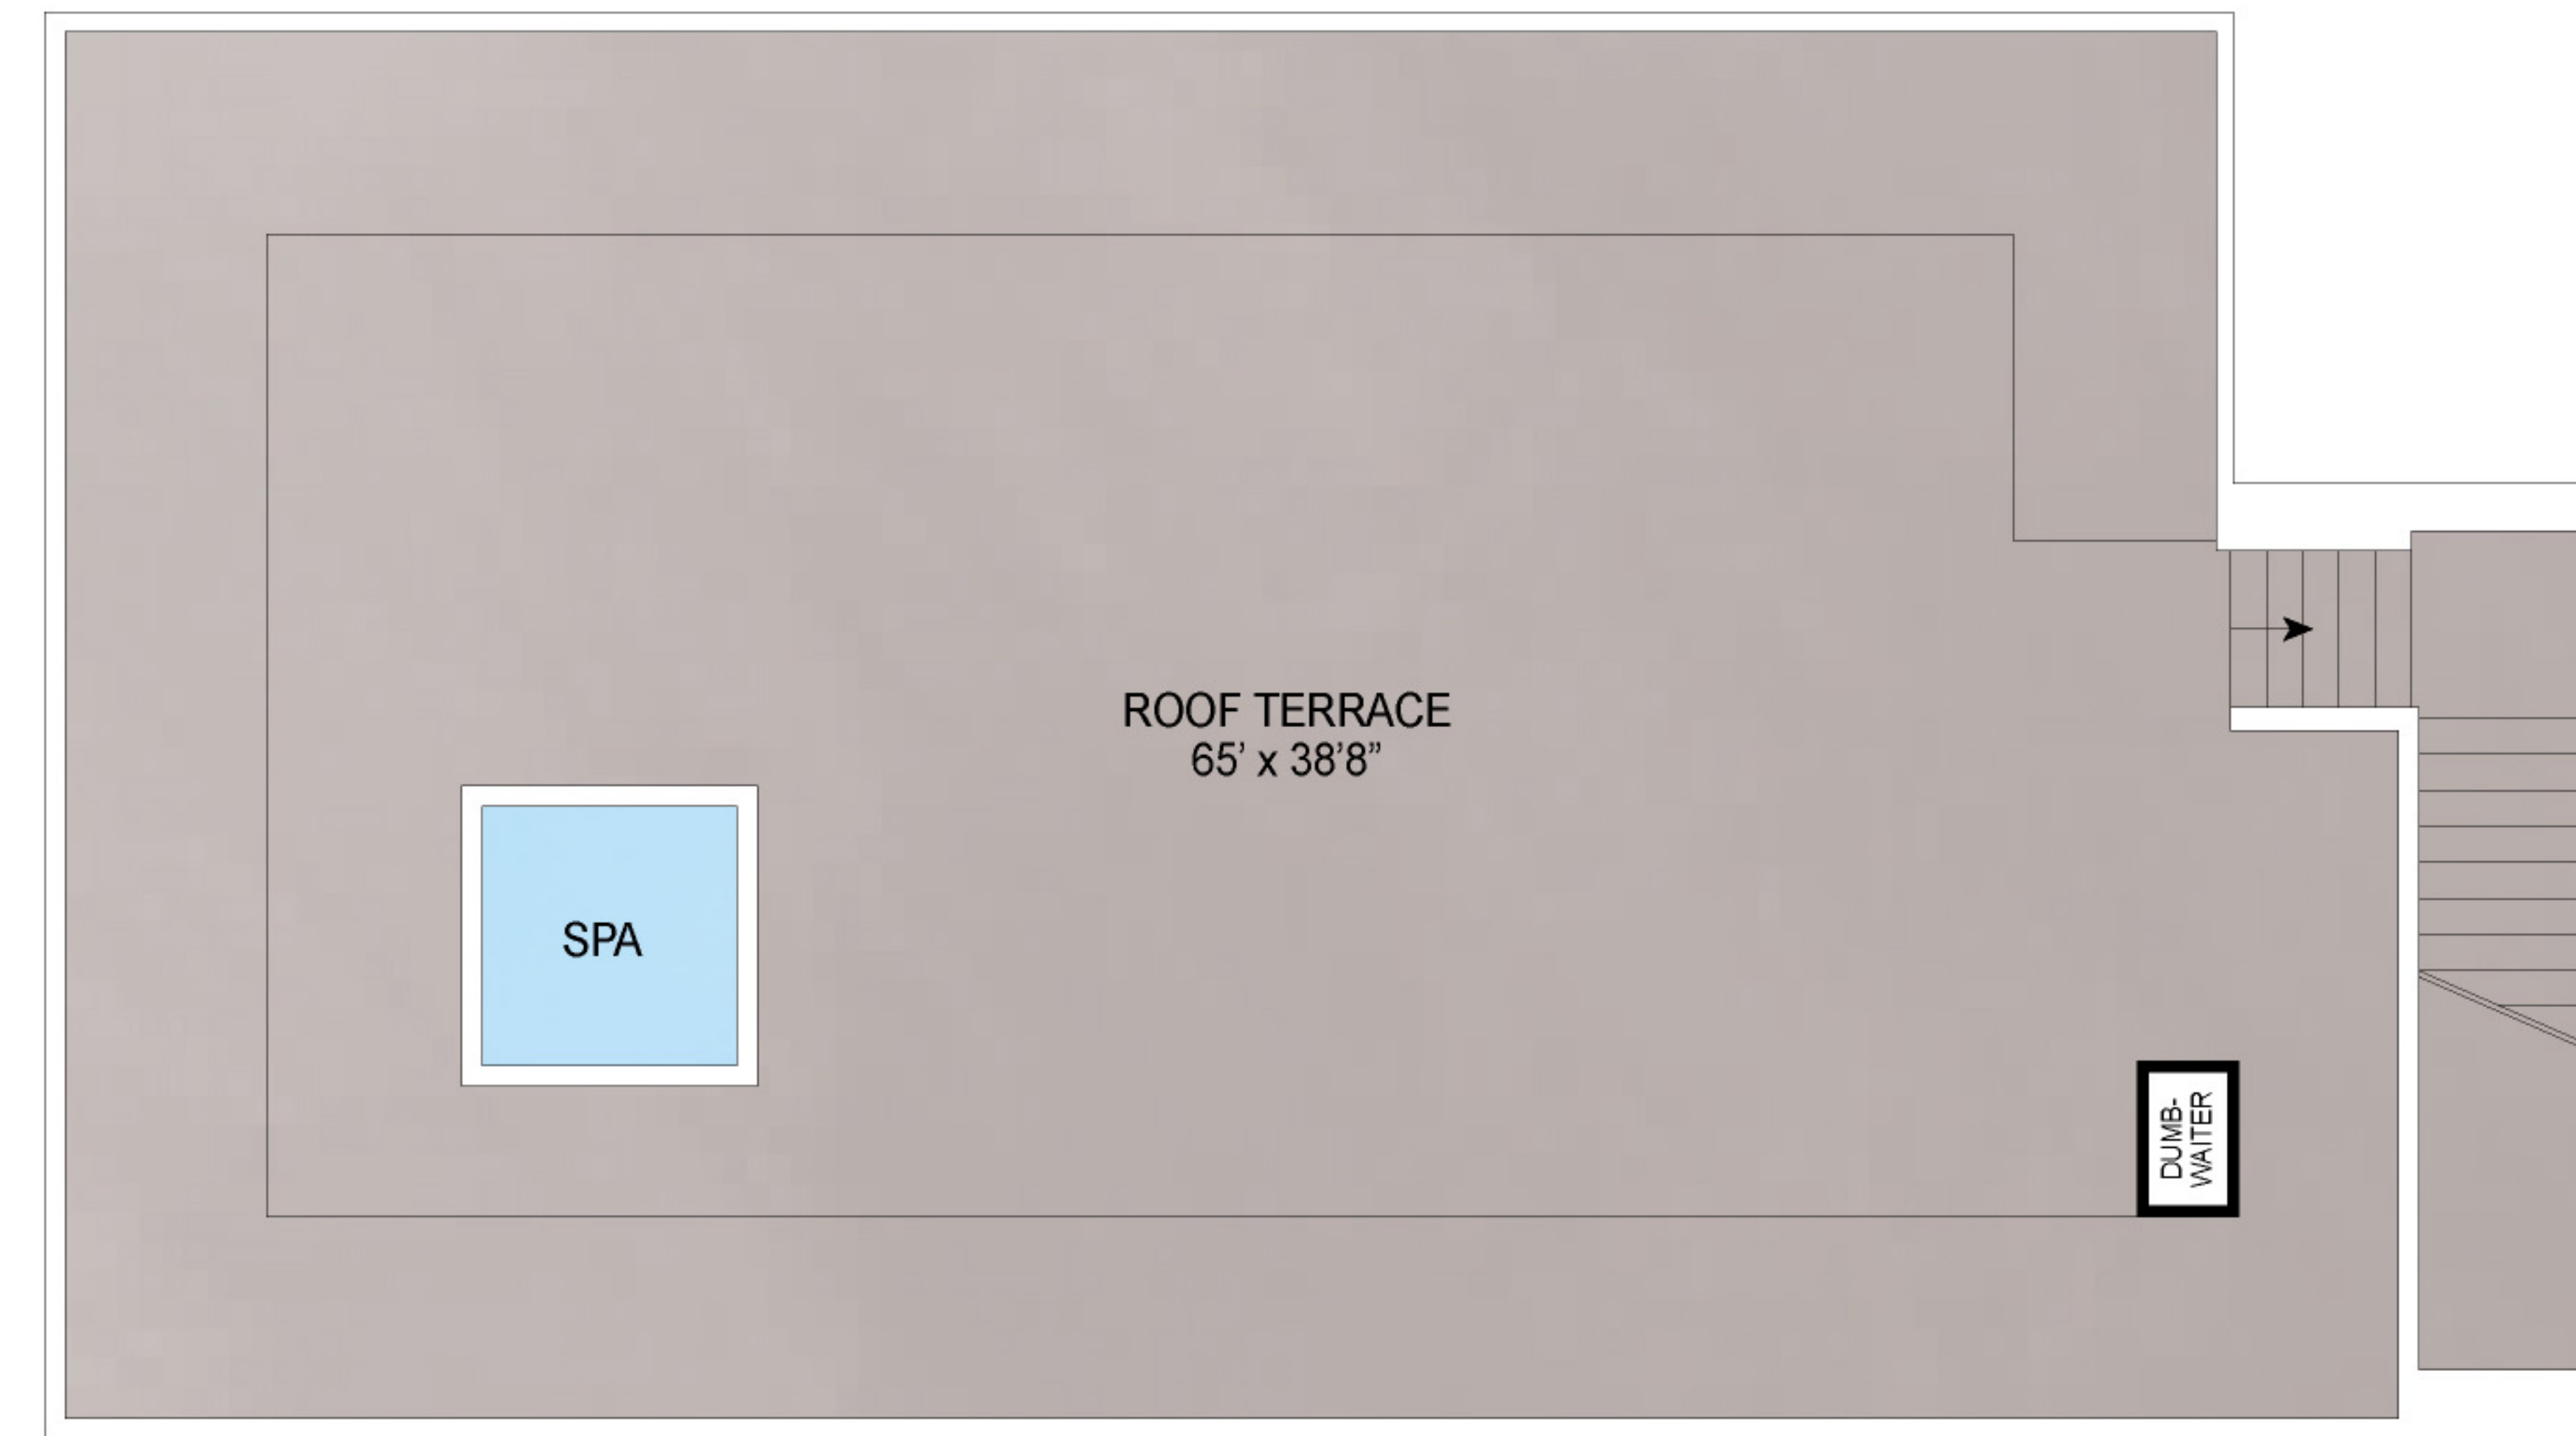 ROOF TERRACE
65’ x 38’8”
SPA
DUMB-
WAITER